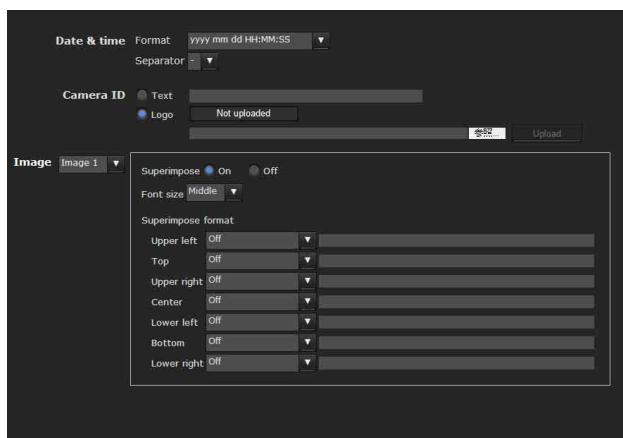 Date & time Format yyyy mm dd HH:MM:SS
Separator -
Camera ID Text
Logo Not uploaded
参照... Upload
Image Image 1
Superimpose On Off
Font size Middle
Superimpose format
Upper left Off
Top Off
Upper right Off
Center Off
Lower left Off
Bottom Off
Lower right Off